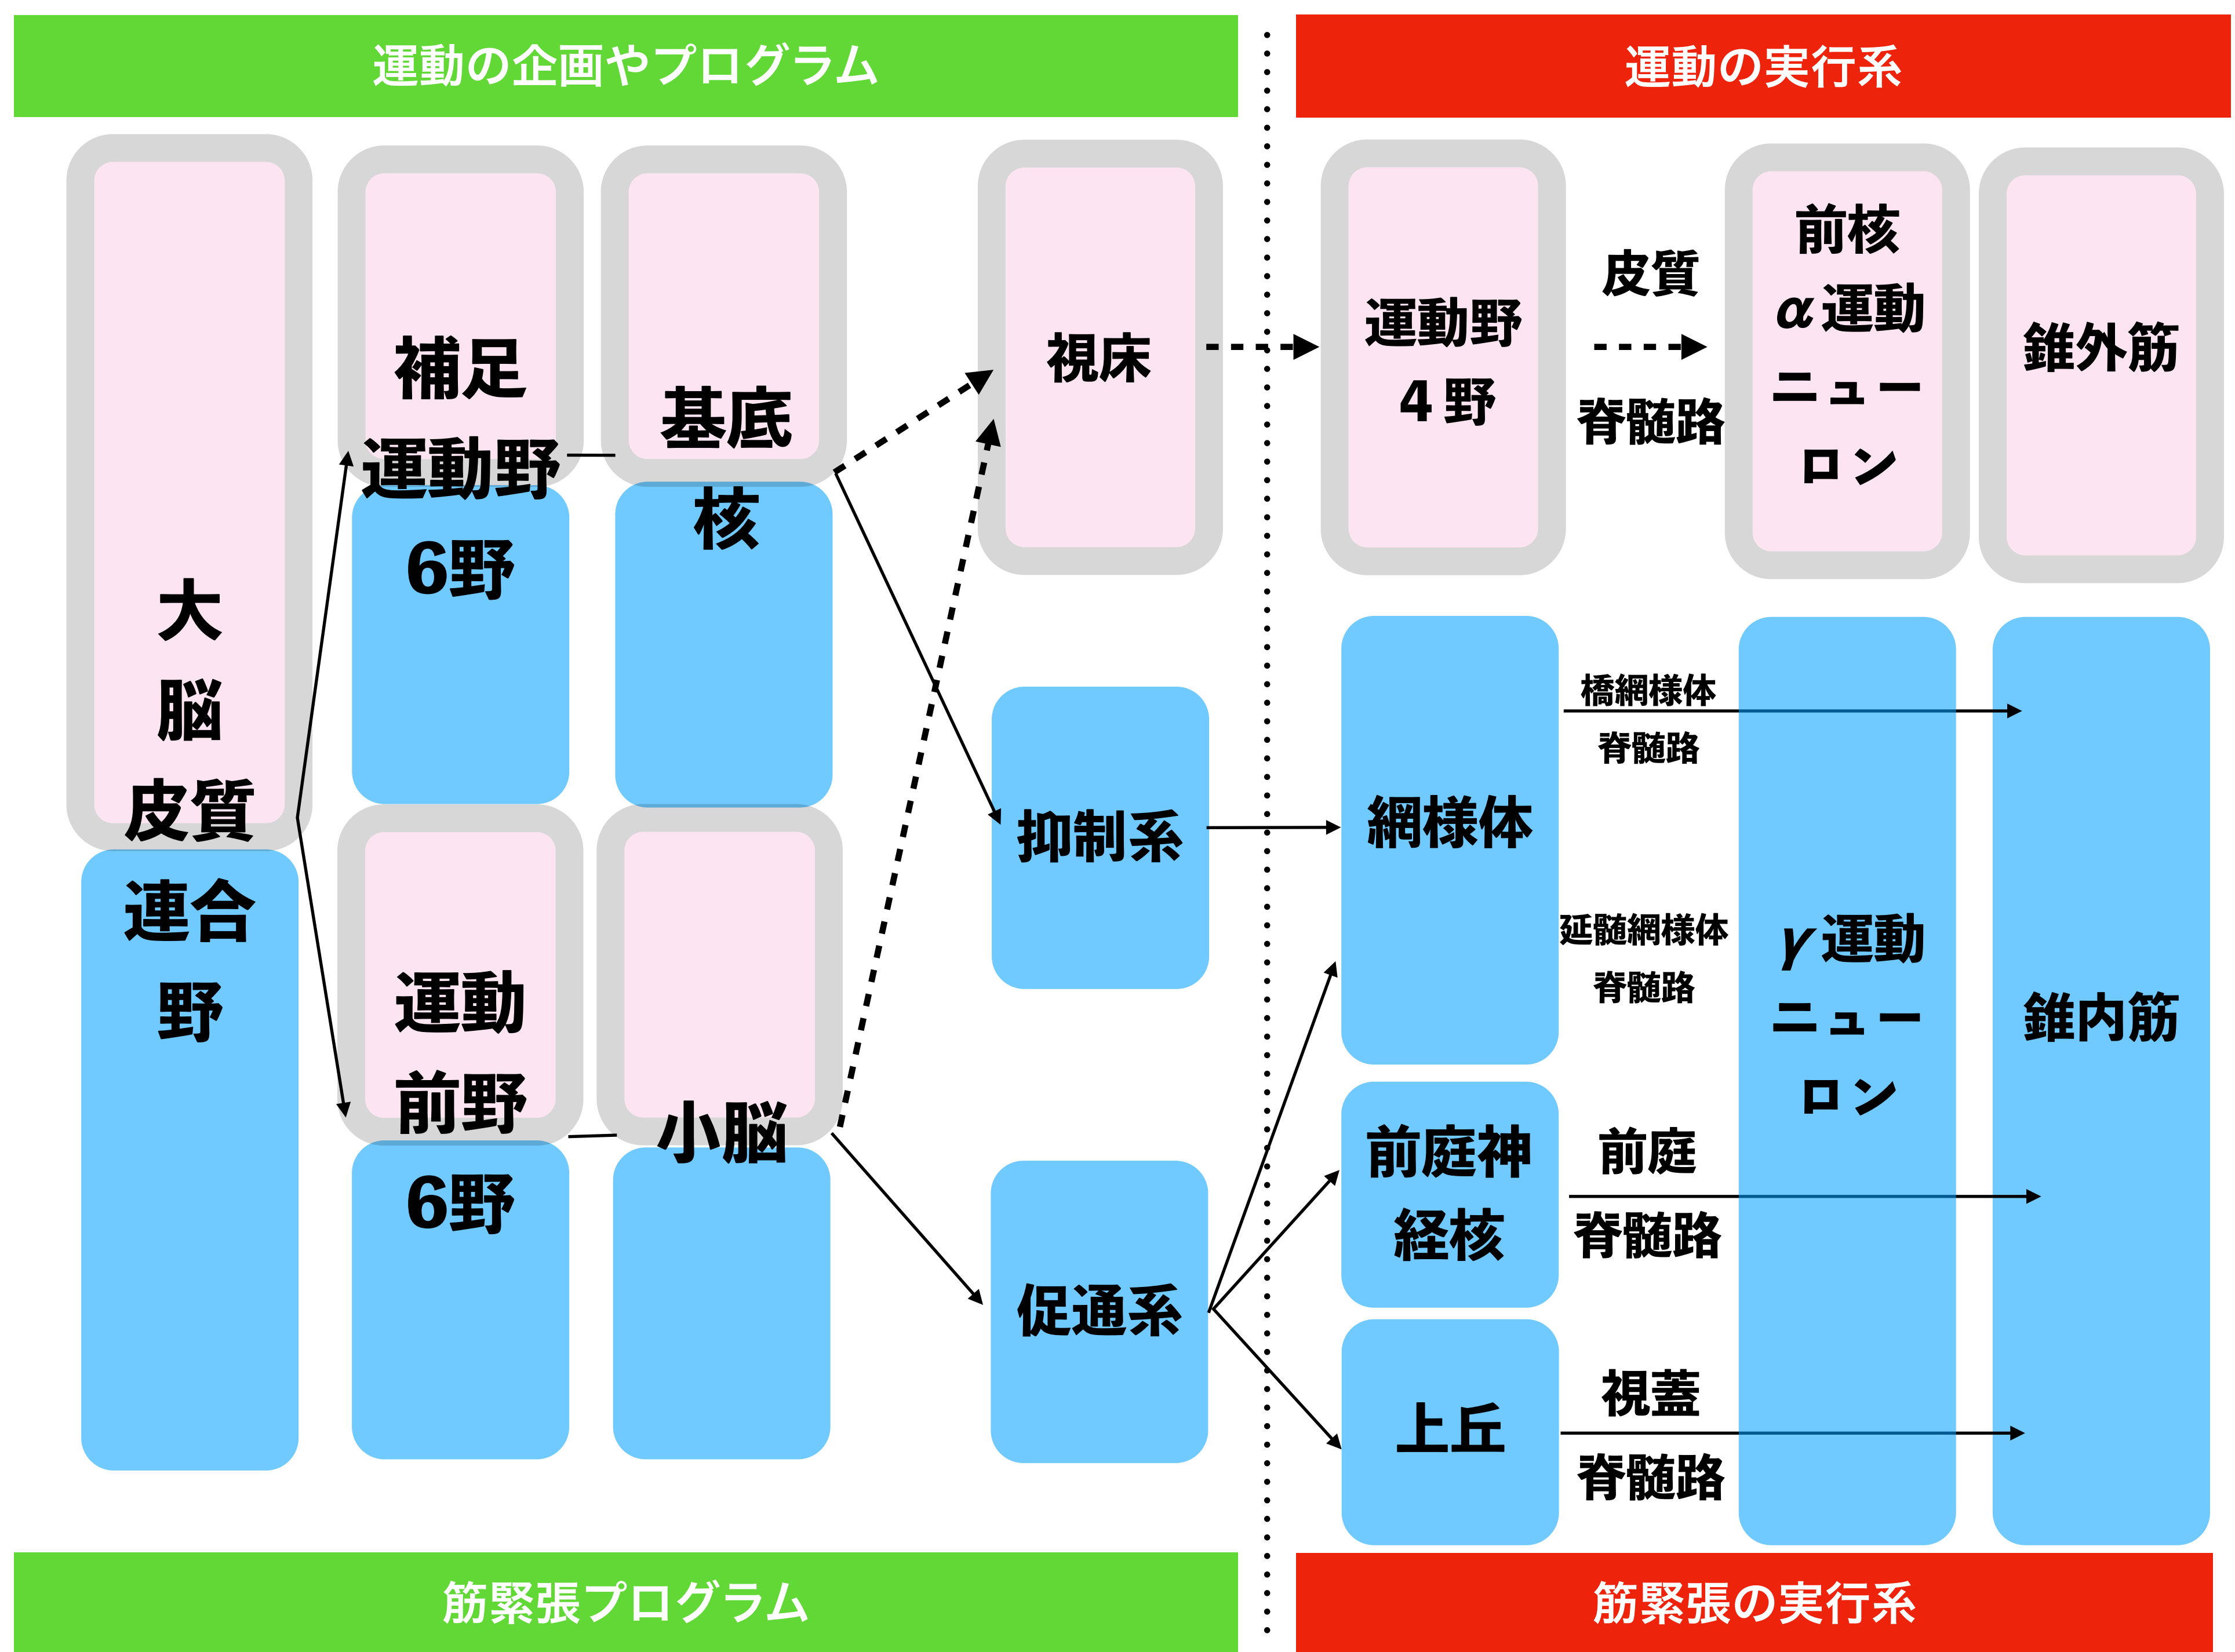 運動の企画やプログラム
運動の実行系
大
脳
皮質
連合
野
補足
運動野
6野
基底
核
運動
前野
6野
小脳
視床
抑制系
促通系
運動野
4野
皮質
脊髄路
前核
α運動
ニュー
ロン
錐外筋
網様体
橋網様体
脊髄路
延髄網様体
脊髄路
前庭神
経核
前庭
脊髄路
上丘
視蓋
脊髄路
γ運動
ニュー
ロン
錐内筋
筋緊張プログラム
筋緊張の実行系